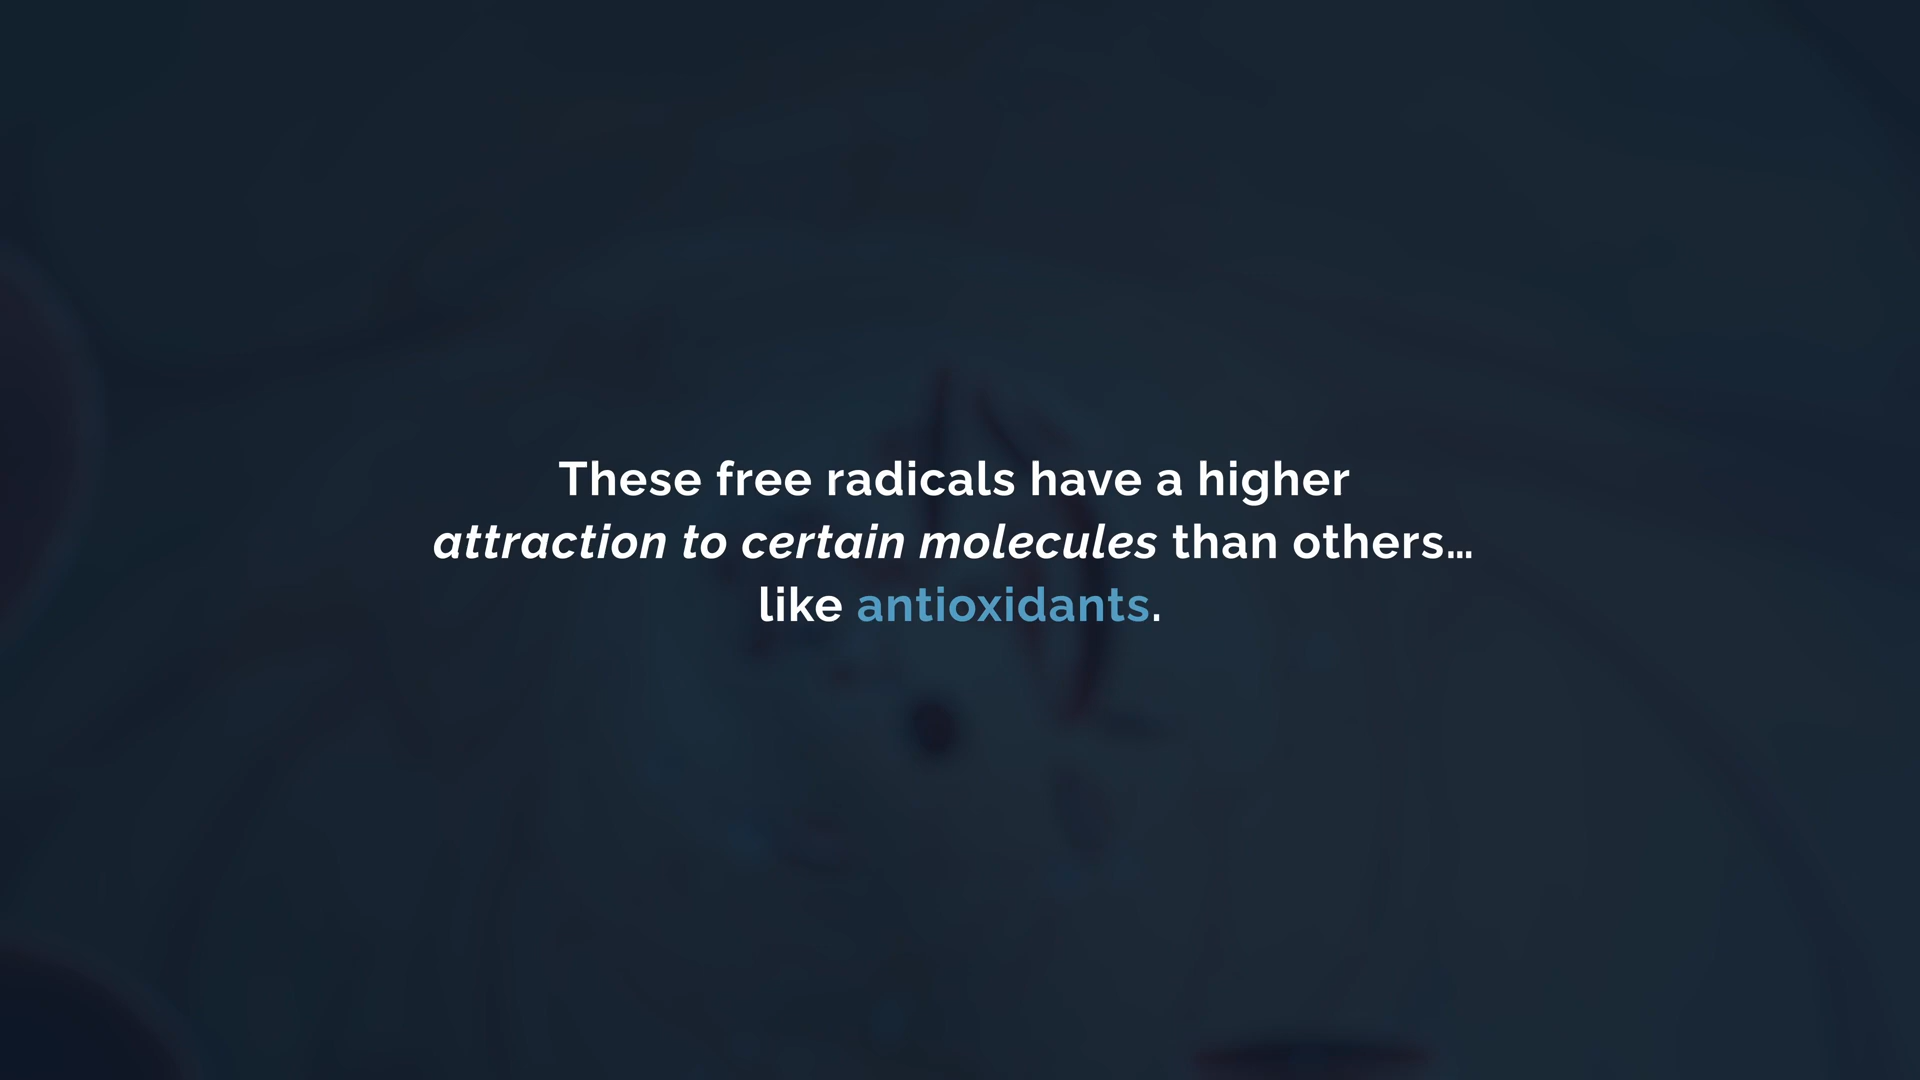 These free radicals have a higher
attraction to certain molecules than others…
like antioxidants.